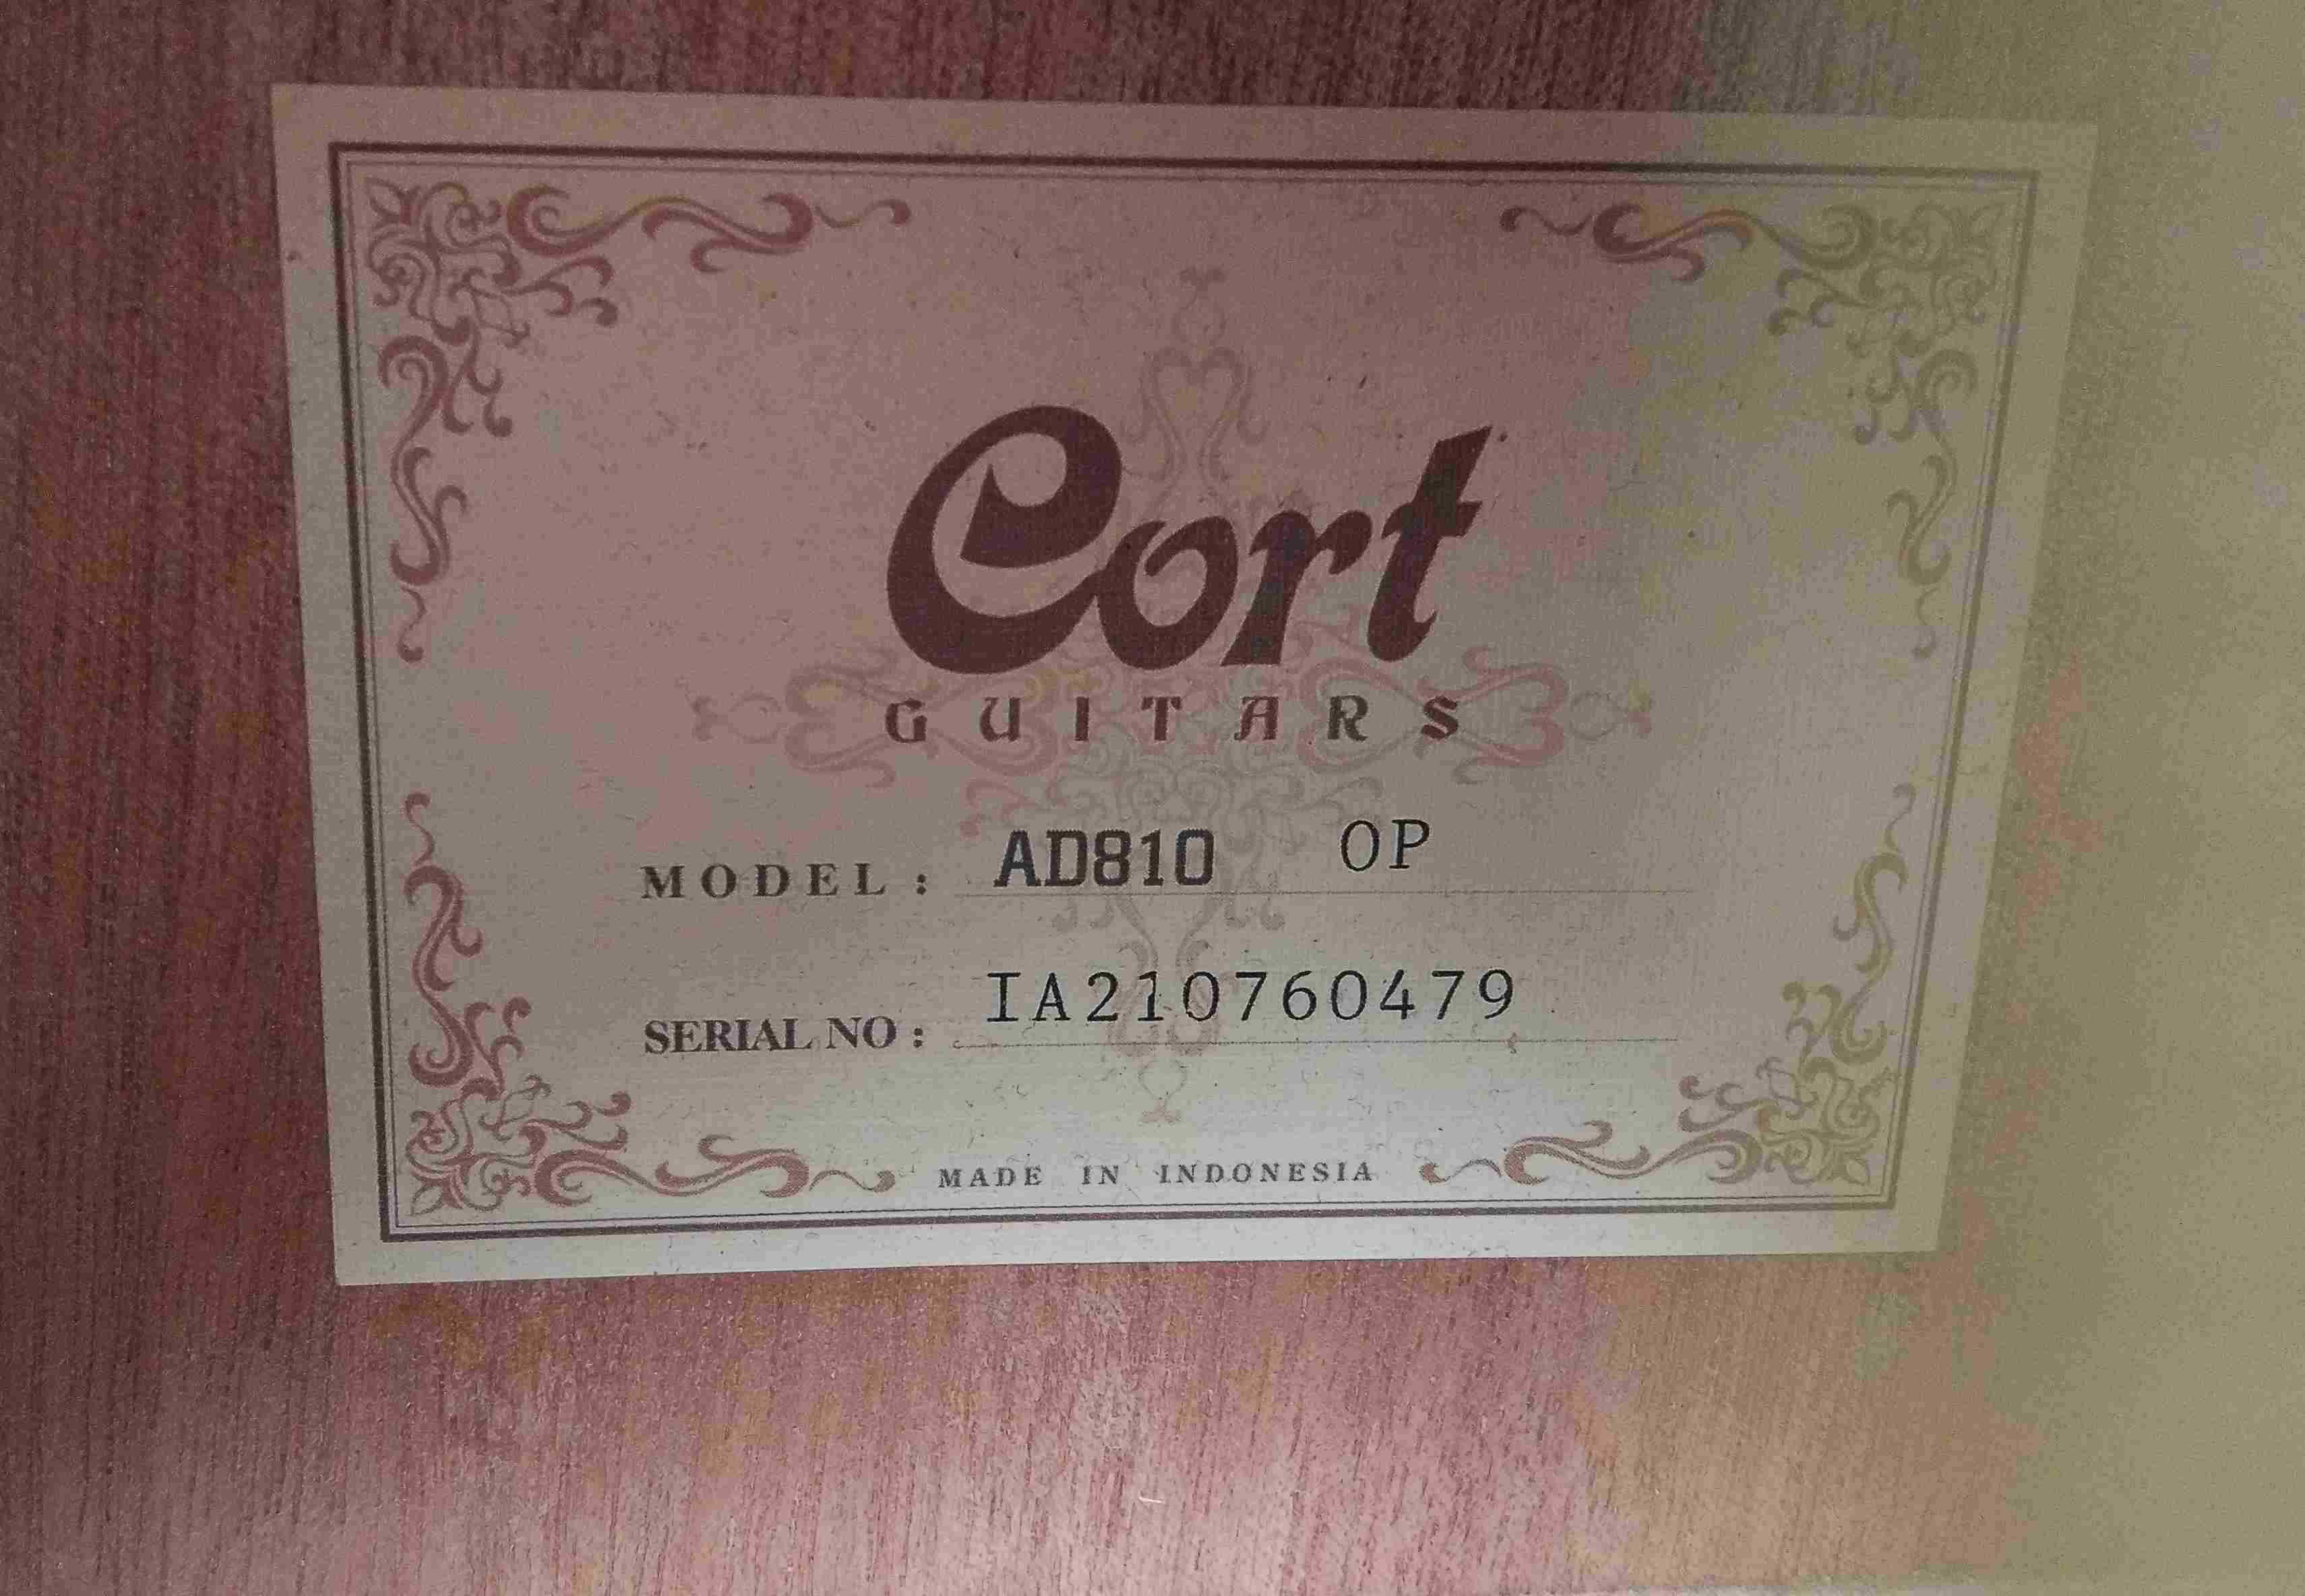 Cort
GUITARS
MODEL: AD810 OP
SERIAL NO: IA210760479
MADE IN INDONESIA